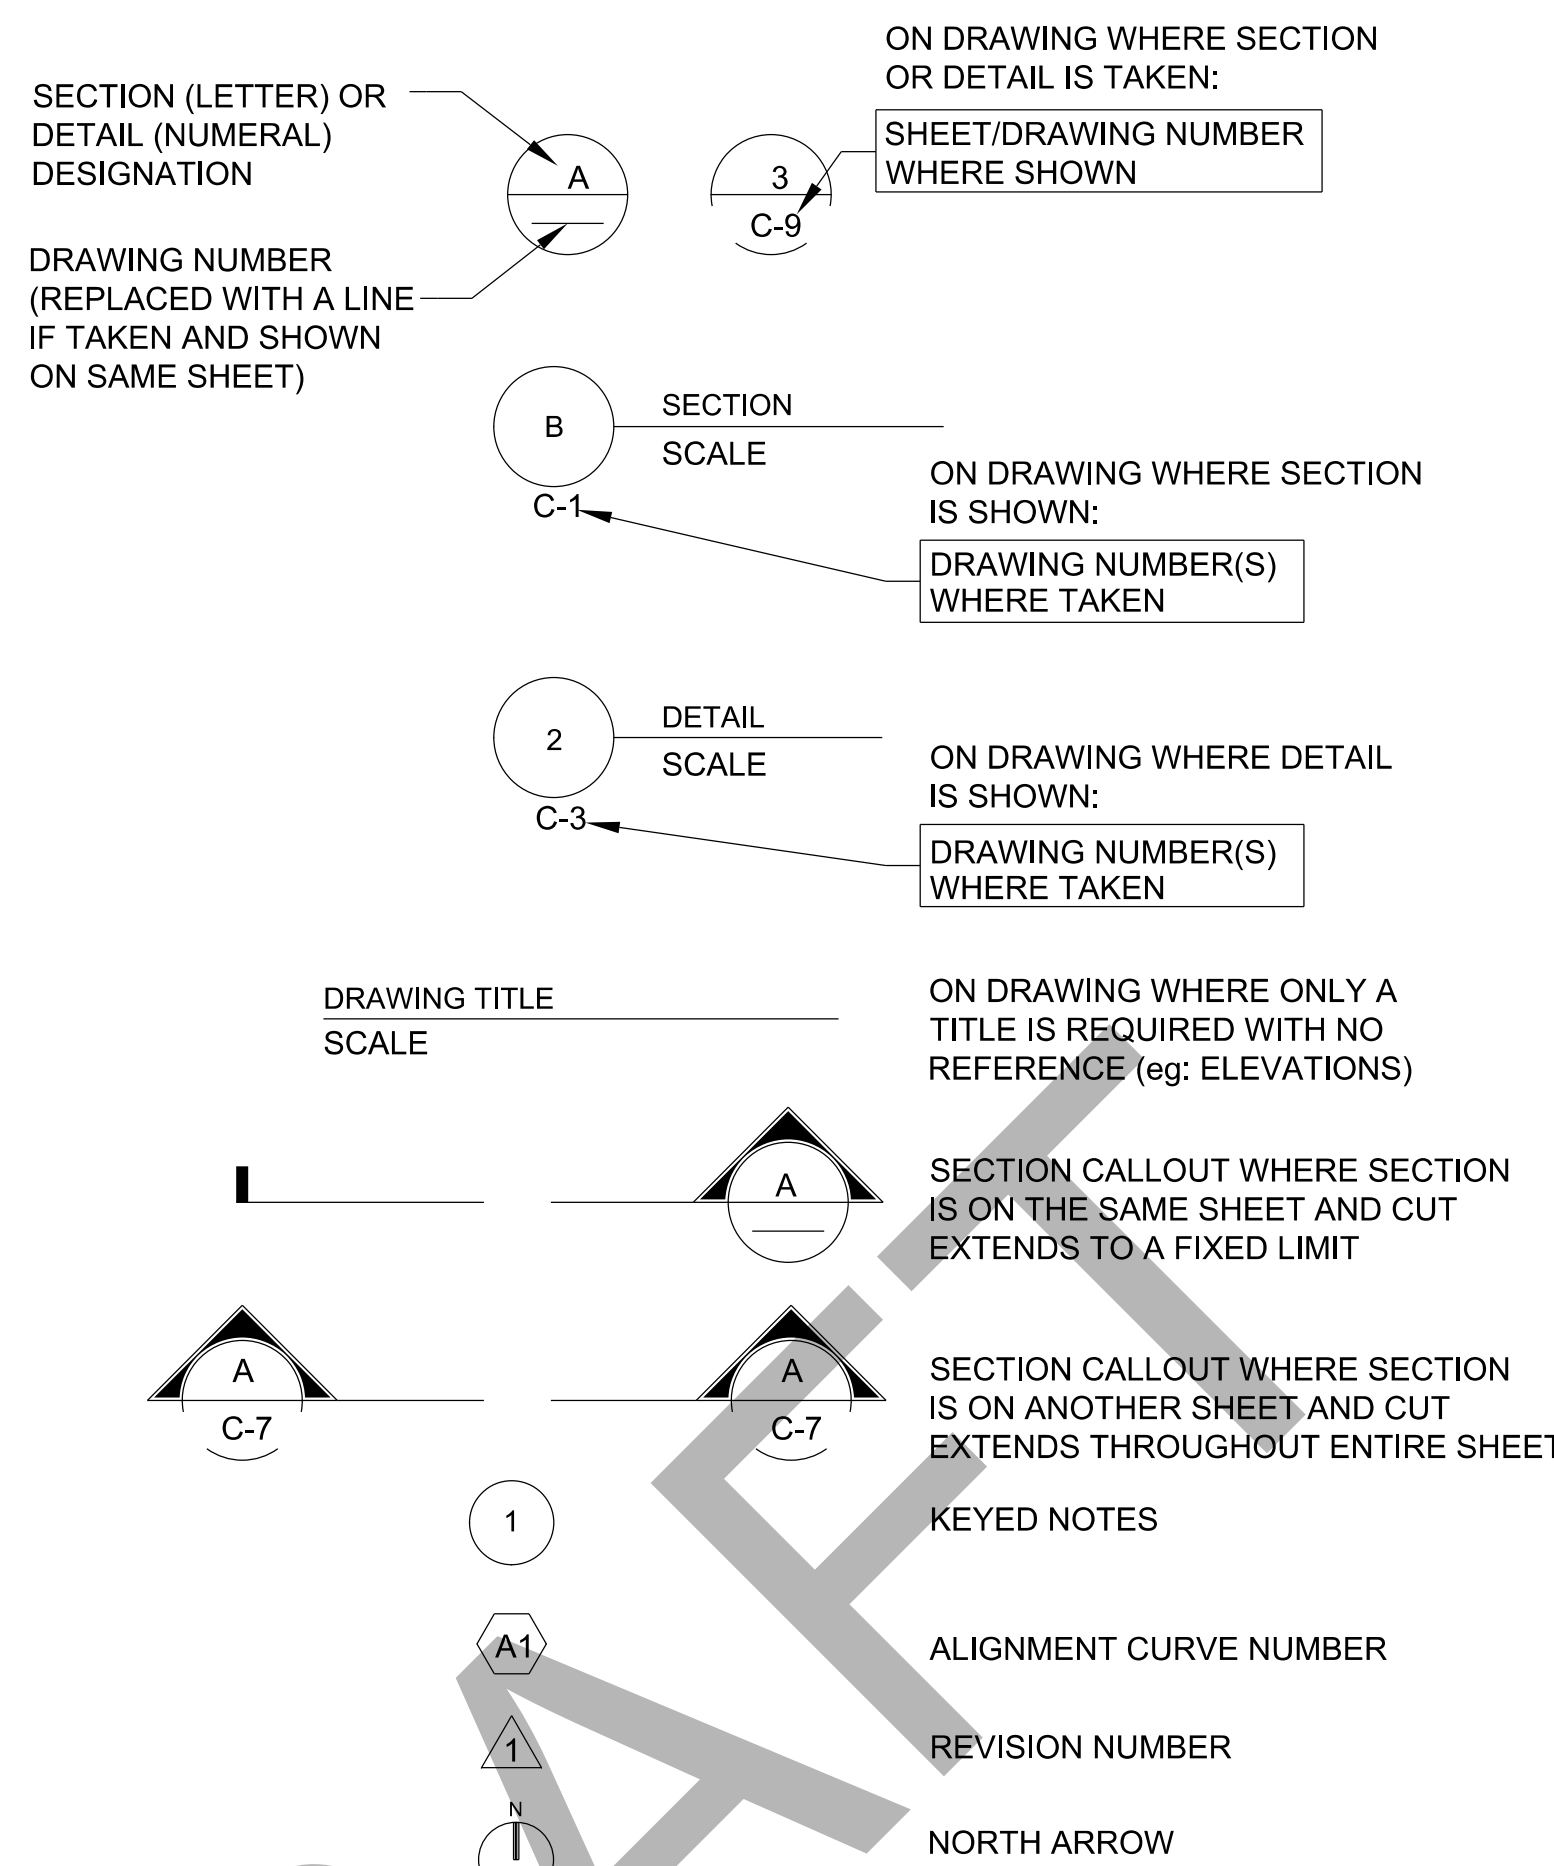 ON DRAWING WHERE SECTION
OR DETAIL IS TAKEN:
SECTION (LETTER) OR
DETAIL (NUMERAL)
DESIGNATION
A
3
C-9
SHEET/DRAWING NUMBER
WHERE SHOWN
DRAWING NUMBER
(REPLACED WITH A LINE
IF TAKEN AND SHOWN
ON SAME SHEET)
B
SECTION
SCALE
C-1
ON DRAWING WHERE SECTION
IS SHOWN:
DRAWING NUMBER(S)
WHERE TAKEN
2
DETAIL
SCALE
C-3
ON DRAWING WHERE DETAIL
IS SHOWN:
DRAWING NUMBER(S)
WHERE TAKEN
DRAWING TITLE
SCALE
ON DRAWING WHERE ONLY A
TITLE IS REQUIRED WITH NO
REFERENCE (eg: ELEVATIONS)
A
SECTION CALLOUT WHERE SECTION
IS ON THE SAME SHEET AND CUT
EXTENDS TO A FIXED LIMIT
A
C-7
A
C-7
SECTION CALLOUT WHERE SECTION
IS ON ANOTHER SHEET AND CUT
EXTENDS THROUGHOUT ENTIRE SHEET
1
KEYED NOTES
A1
ALIGNMENT CURVE NUMBER
1
REVISION NUMBER
N
NORTH ARROW
AFT